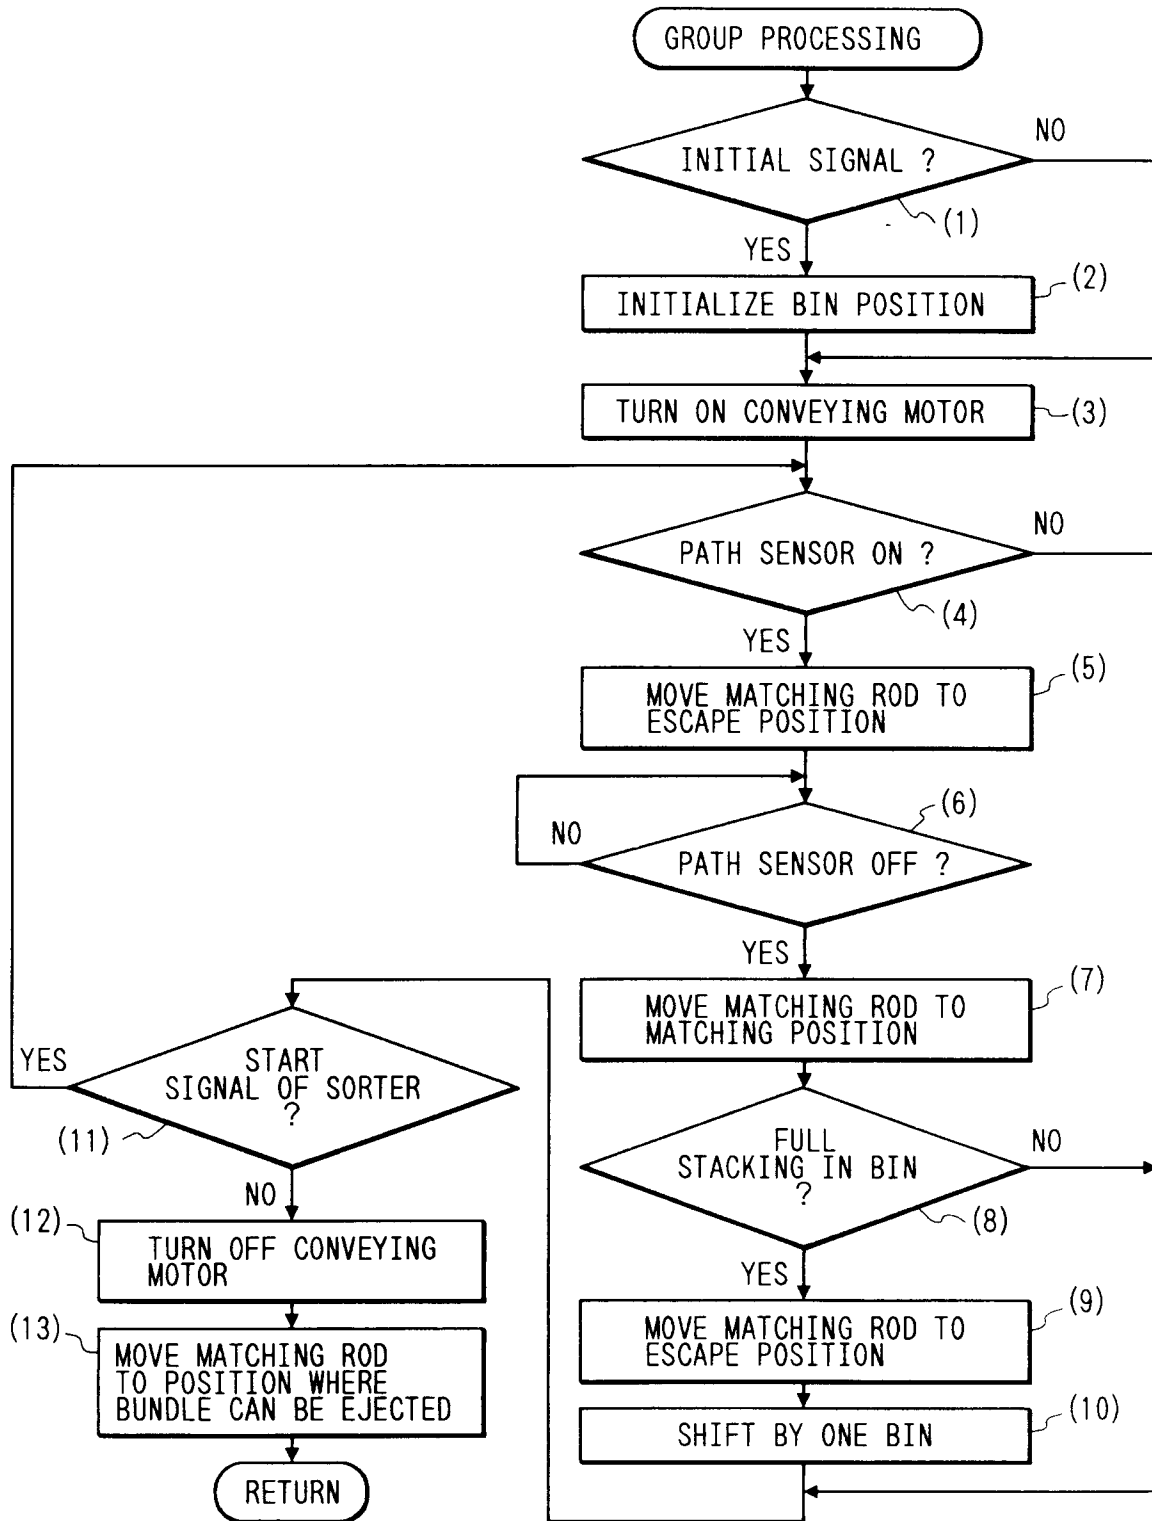 GROUP PROCESSING
INITIAL SIGNAL ?
NO
(1)
YES
(2)
INITIALIZE BIN POSITION
TURN ON CONVEYING MOTOR
(3)
PATH SENSOR ON ?
NO
(4)
YES
(5)
MOVE MATCHING ROD TO
ESCAPE POSITION
(6)
NO
PATH SENSOR OFF ?
YES
(7)
MOVE MATCHING ROD TO
MATCHING POSITION
FULL
STACKING IN BIN
?
NO
(8)
YES
(9)
MOVE MATCHING ROD TO
ESCAPE POSITION
(10)
SHIFT BY ONE BIN
YES
START
SIGNAL OF SORTER
?
(11)
NO
(12)
TURN OFF CONVEYING
MOTOR
(13)
MOVE MATCHING ROD
TO POSITION WHERE
BUNDLE CAN BE EJECTED
RETURN